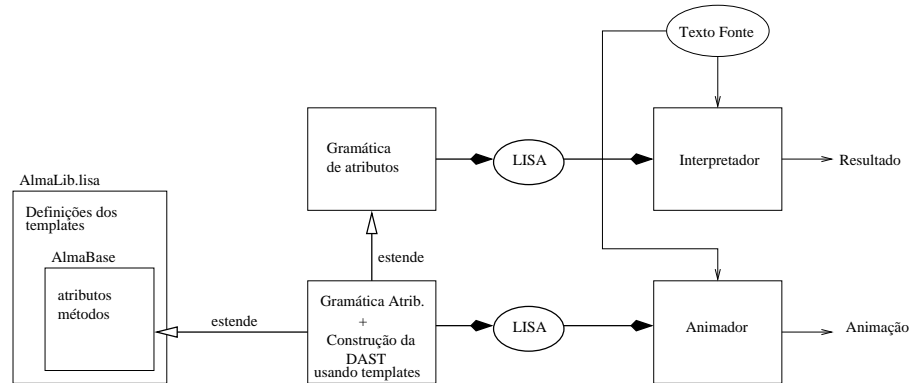 Texto Fonte
Gramática
de atributos
LISA
Interpretador
Resultado
AlmaLib.lisa
Definições dos
templates
AlmaBase
atributos
métodos
estende
estende
Gramática Atrib.
+
Construção da
DAST
usando templates
LISA
Animador
Animação